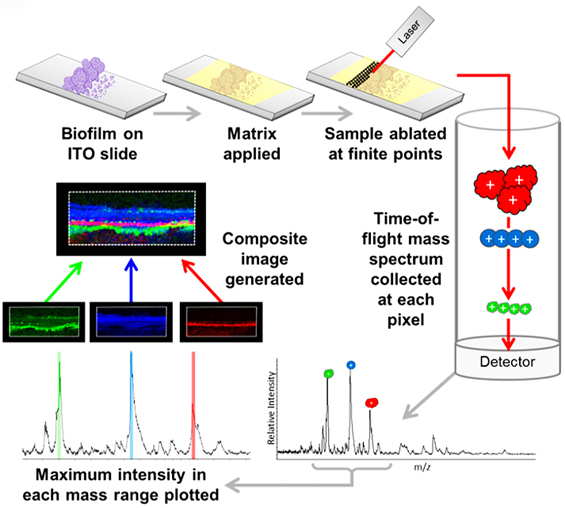 Laser
Biofilm on
ITO slide
Matrix
applied
Sample ablated
at finite points
+ + +
Time-of-
flight mass
spectrum
collected
at each
pixel
++++
++++
Detector
Composite
image
generated
Relative Intensity
+ + +
m/z
Maximum intensity in
each mass range plotted